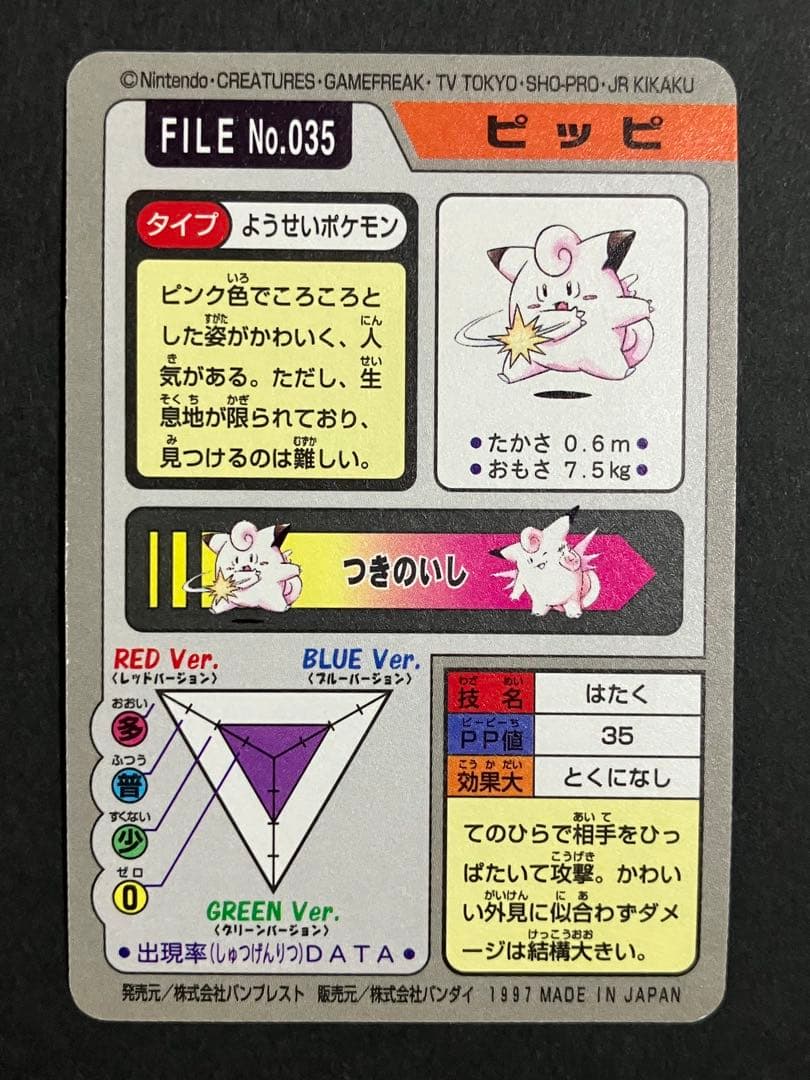 ©Nintendo・CREATURES・GAMEFREAK・TV TOKYO・SHO-PRO・JR KIKAKU
FILE No.035
ピッピ
タイプ ようせいポケモン
ピンク色でころころと
した姿がかわいく、人
気がある。ただし、生
息地が限られており、
見つけるのは難しい。
•たかさ 0.6m•
•おもさ 7.5kg•
つきのいし
RED Ver.
〈レッドバージョン〉
BLUE Ver.
〈ブルーバージョン〉
おおい
多
ふつう
普
すくない
少
ゼロ
0
GREEN Ver.
〈グリーンバージョン〉
•出現率(しゅつげんりつ)DATA•
技名 はたく
PP値 35
効果大 とくになし
てのひらで相手をひっ
ぱたいて攻撃。かわい
い外見に似合わずダメ
ージは結構大きい。
発売元／株式会社バンプレスト 販売元／株式会社バンダイ 1997 MADE IN JAPAN